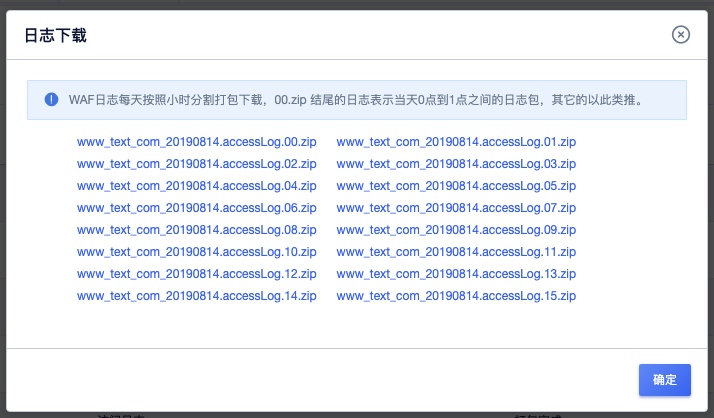 日志下载
WAF日志每天按照小时分割打包下载，00.zip 结尾的日志表示当天0点到1点之间的日志包，其它的以此类推。
www_text_com_20190814.accessLog.00.zip www_text_com_20190814.accessLog.01.zip
www_text_com_20190814.accessLog.02.zip www_text_com_20190814.accessLog.03.zip
www_text_com_20190814.accessLog.04.zip www_text_com_20190814.accessLog.05.zip
www_text_com_20190814.accessLog.06.zip www_text_com_20190814.accessLog.07.zip
www_text_com_20190814.accessLog.08.zip www_text_com_20190814.accessLog.09.zip
www_text_com_20190814.accessLog.10.zip www_text_com_20190814.accessLog.11.zip
www_text_com_20190814.accessLog.12.zip www_text_com_20190814.accessLog.13.zip
www_text_com_20190814.accessLog.14.zip www_text_com_20190814.accessLog.15.zip
确定